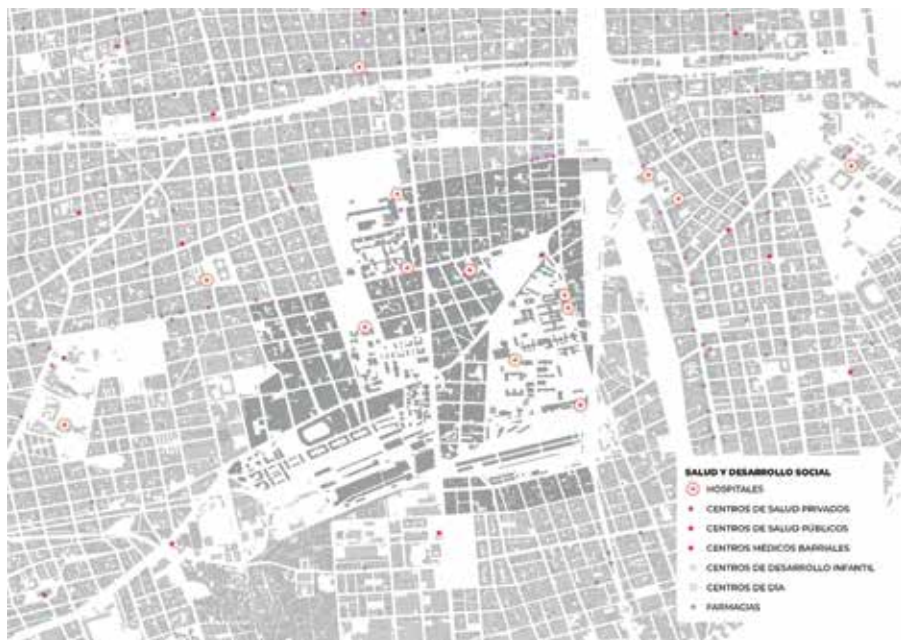 SALUD Y DESARROLLO SOCIAL
HOSPITALES
CENTROS DE SALUD PRIVADOS
CENTROS DE SALUD PÚBLICOS
CENTROS MÉDICOS BARRIALES
CENTROS DE DESARROLLO INFANTIL
CENTROS DE DÍA
FARMACIAS